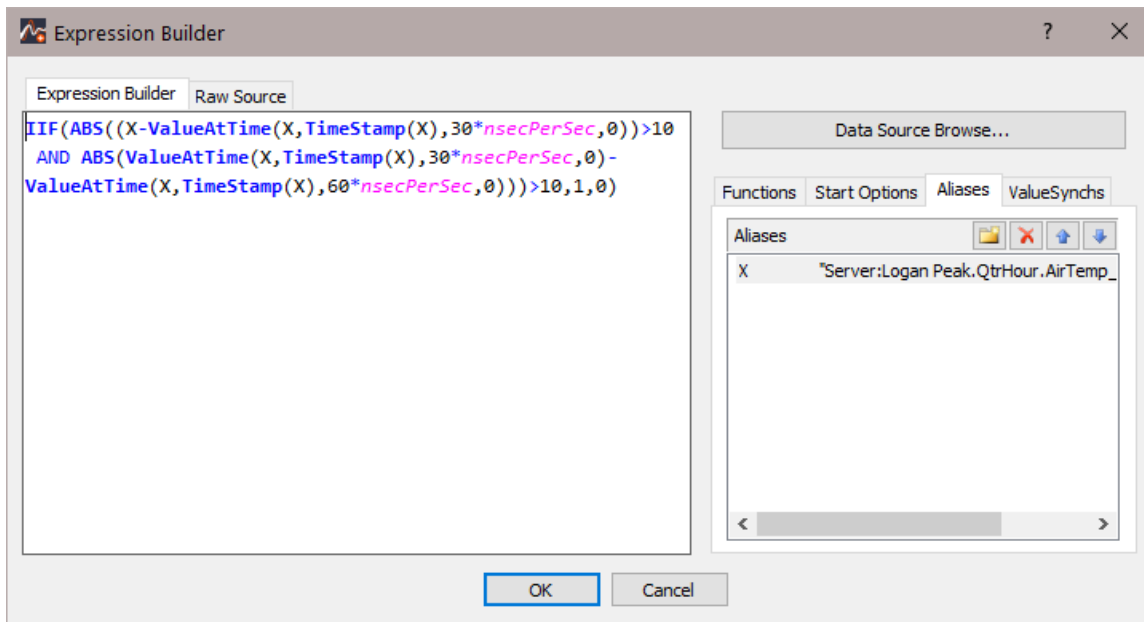 Expression Builder
?
Expression Builder Raw Source
IIF(ABS((X-ValueAtTime(X,TimeStamp(X),30*nsecPerSec,0))>10
AND ABS(ValueAtTime(X,TimeStamp(X),30*nsecPerSec,0)-
ValueAtTime(X,TimeStamp(X),60*nsecPerSec,0)))>10,1,0)
Data Source Browse...
Functions Start Options Aliases ValueSynchs
Aliases
X "Server:Logan Peak.QtrHour.AirTemp_
OK Cancel